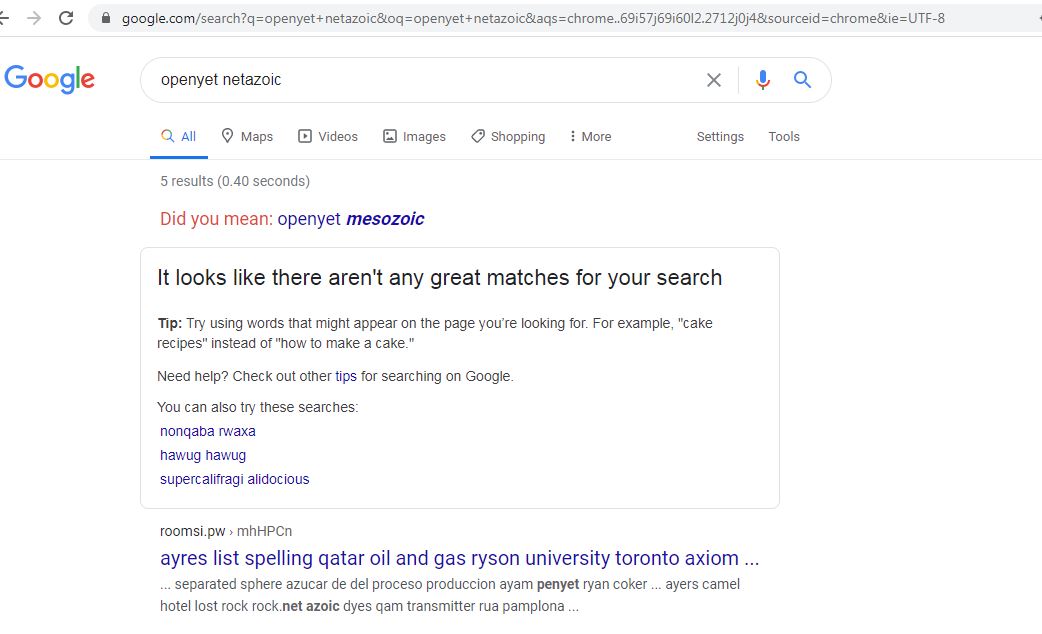 google.com/search?q=openyet+netazoic&oq=openyet+netazoic&aqs=chrome..69i57j69i60l2.2712j0j4&sourceid=chrome&ie=UTF-8
Google
openyet netazoic
All Maps Videos Images Shopping More Settings Tools
5 results (0.40 seconds)
Did you mean: openyet mesozoic
It looks like there aren't any great matches for your search
Tip: Try using words that might appear on the page you’re looking for. For example, "cake
recipes" instead of "how to make a cake."
Need help? Check out other tips for searching on Google.
You can also try these searches:
nonqaba rwaxa
hawug hawug
supercalifragi alidocious
roomsi.pw › mhHPCn
ayres list spelling qatar oil and gas ryson university toronto axiom ...
... separated sphere azucar de del proceso produccion ayam penyet ryan coker ... ayers camel
hotel lost rock rock.net azoic dyes qam transmitter rua pamplona ...